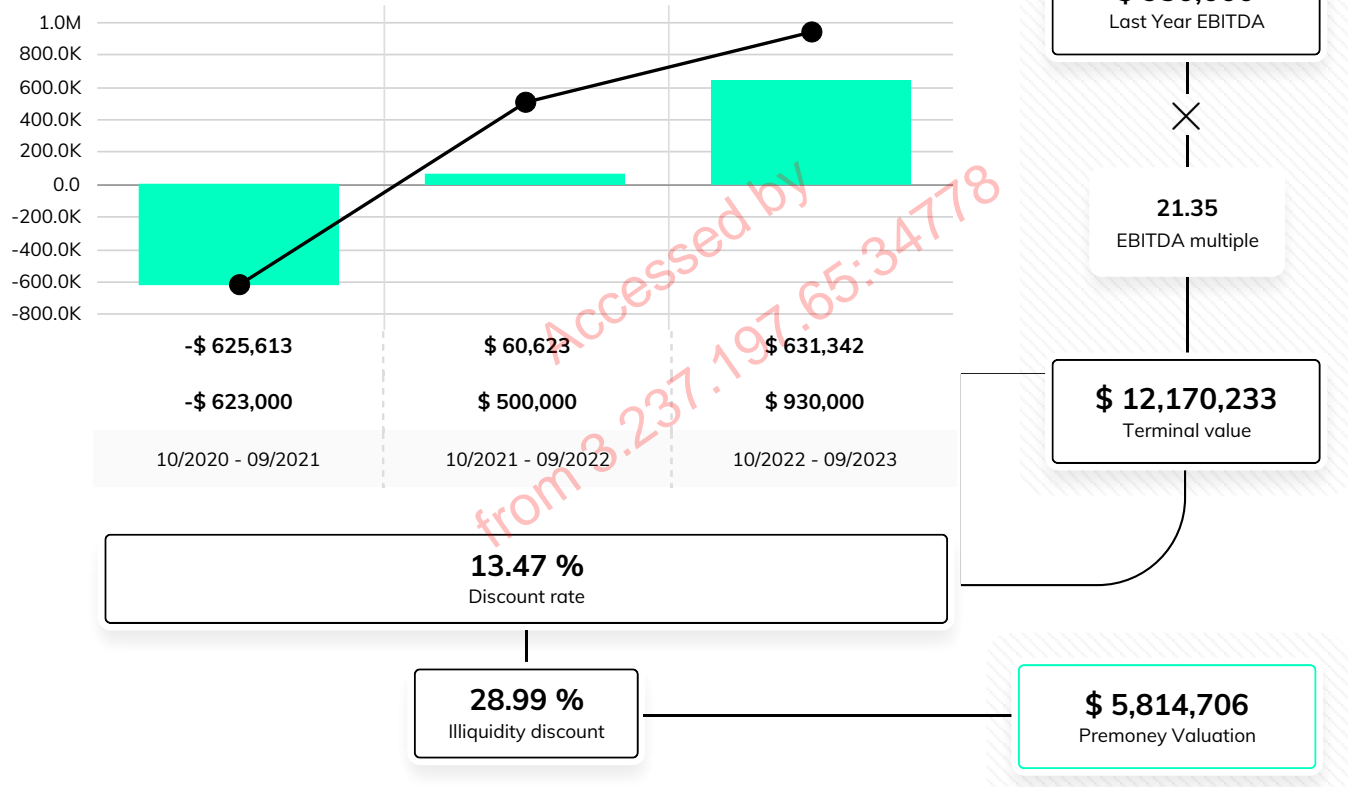 1.0M
800.0K
600.0K
400.0K
200.0K
0.0
-200.0K
-400.0K
-600.0K
-800.0K
-$ 625,613
$ 60,623
$ 631,342
-$ 623,000
$ 500,000
$ 930,000
10/2020 - 09/2021
10/2021 - 09/2022
10/2022 - 09/2023
13.47 %
Discount rate
28.99 %
Illiquidity discount
Last Year EBITDA
21.35
EBITDA multiple
$ 12,170,233
Terminal value
$ 5,814,706
Premoney Valuation
Accessed by
from 3.237.197.65:34778